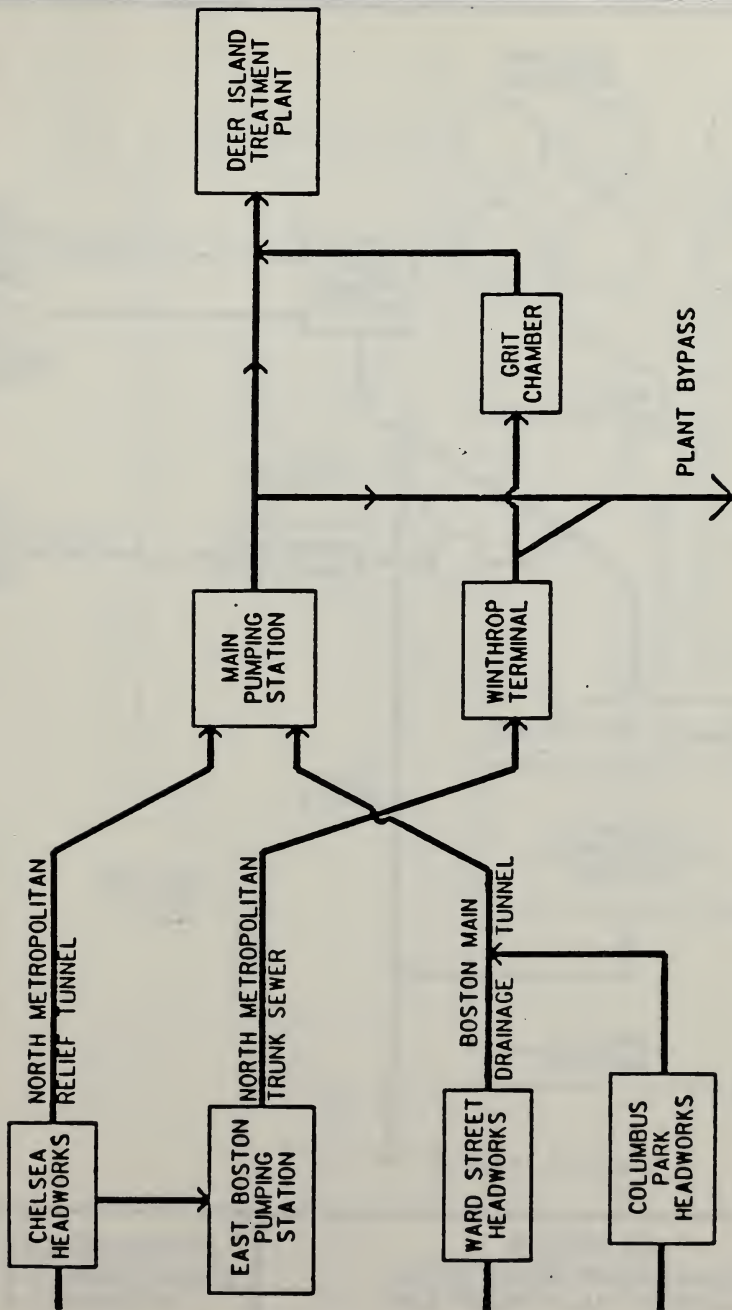 CHELSEA
HEADWORKS
NORTH METROPOLITAN
RELIEF TUNNEL
EAST BOSTON
PUMPING
STATION
NORTH METROPOLITAN
TRUNK SEWER
WARD STREET
HEADWORKS
BOSTON MAIN
DRAINAGE TUNNEL
COLUMBUS
PARK
HEADWORKS
MAIN
PUMPING
STATION
WINTHROP
TERMINAL
GRIT
CHAMBER
PLANT BYPASS
DEER ISLAND
TREATMENT
PLANT